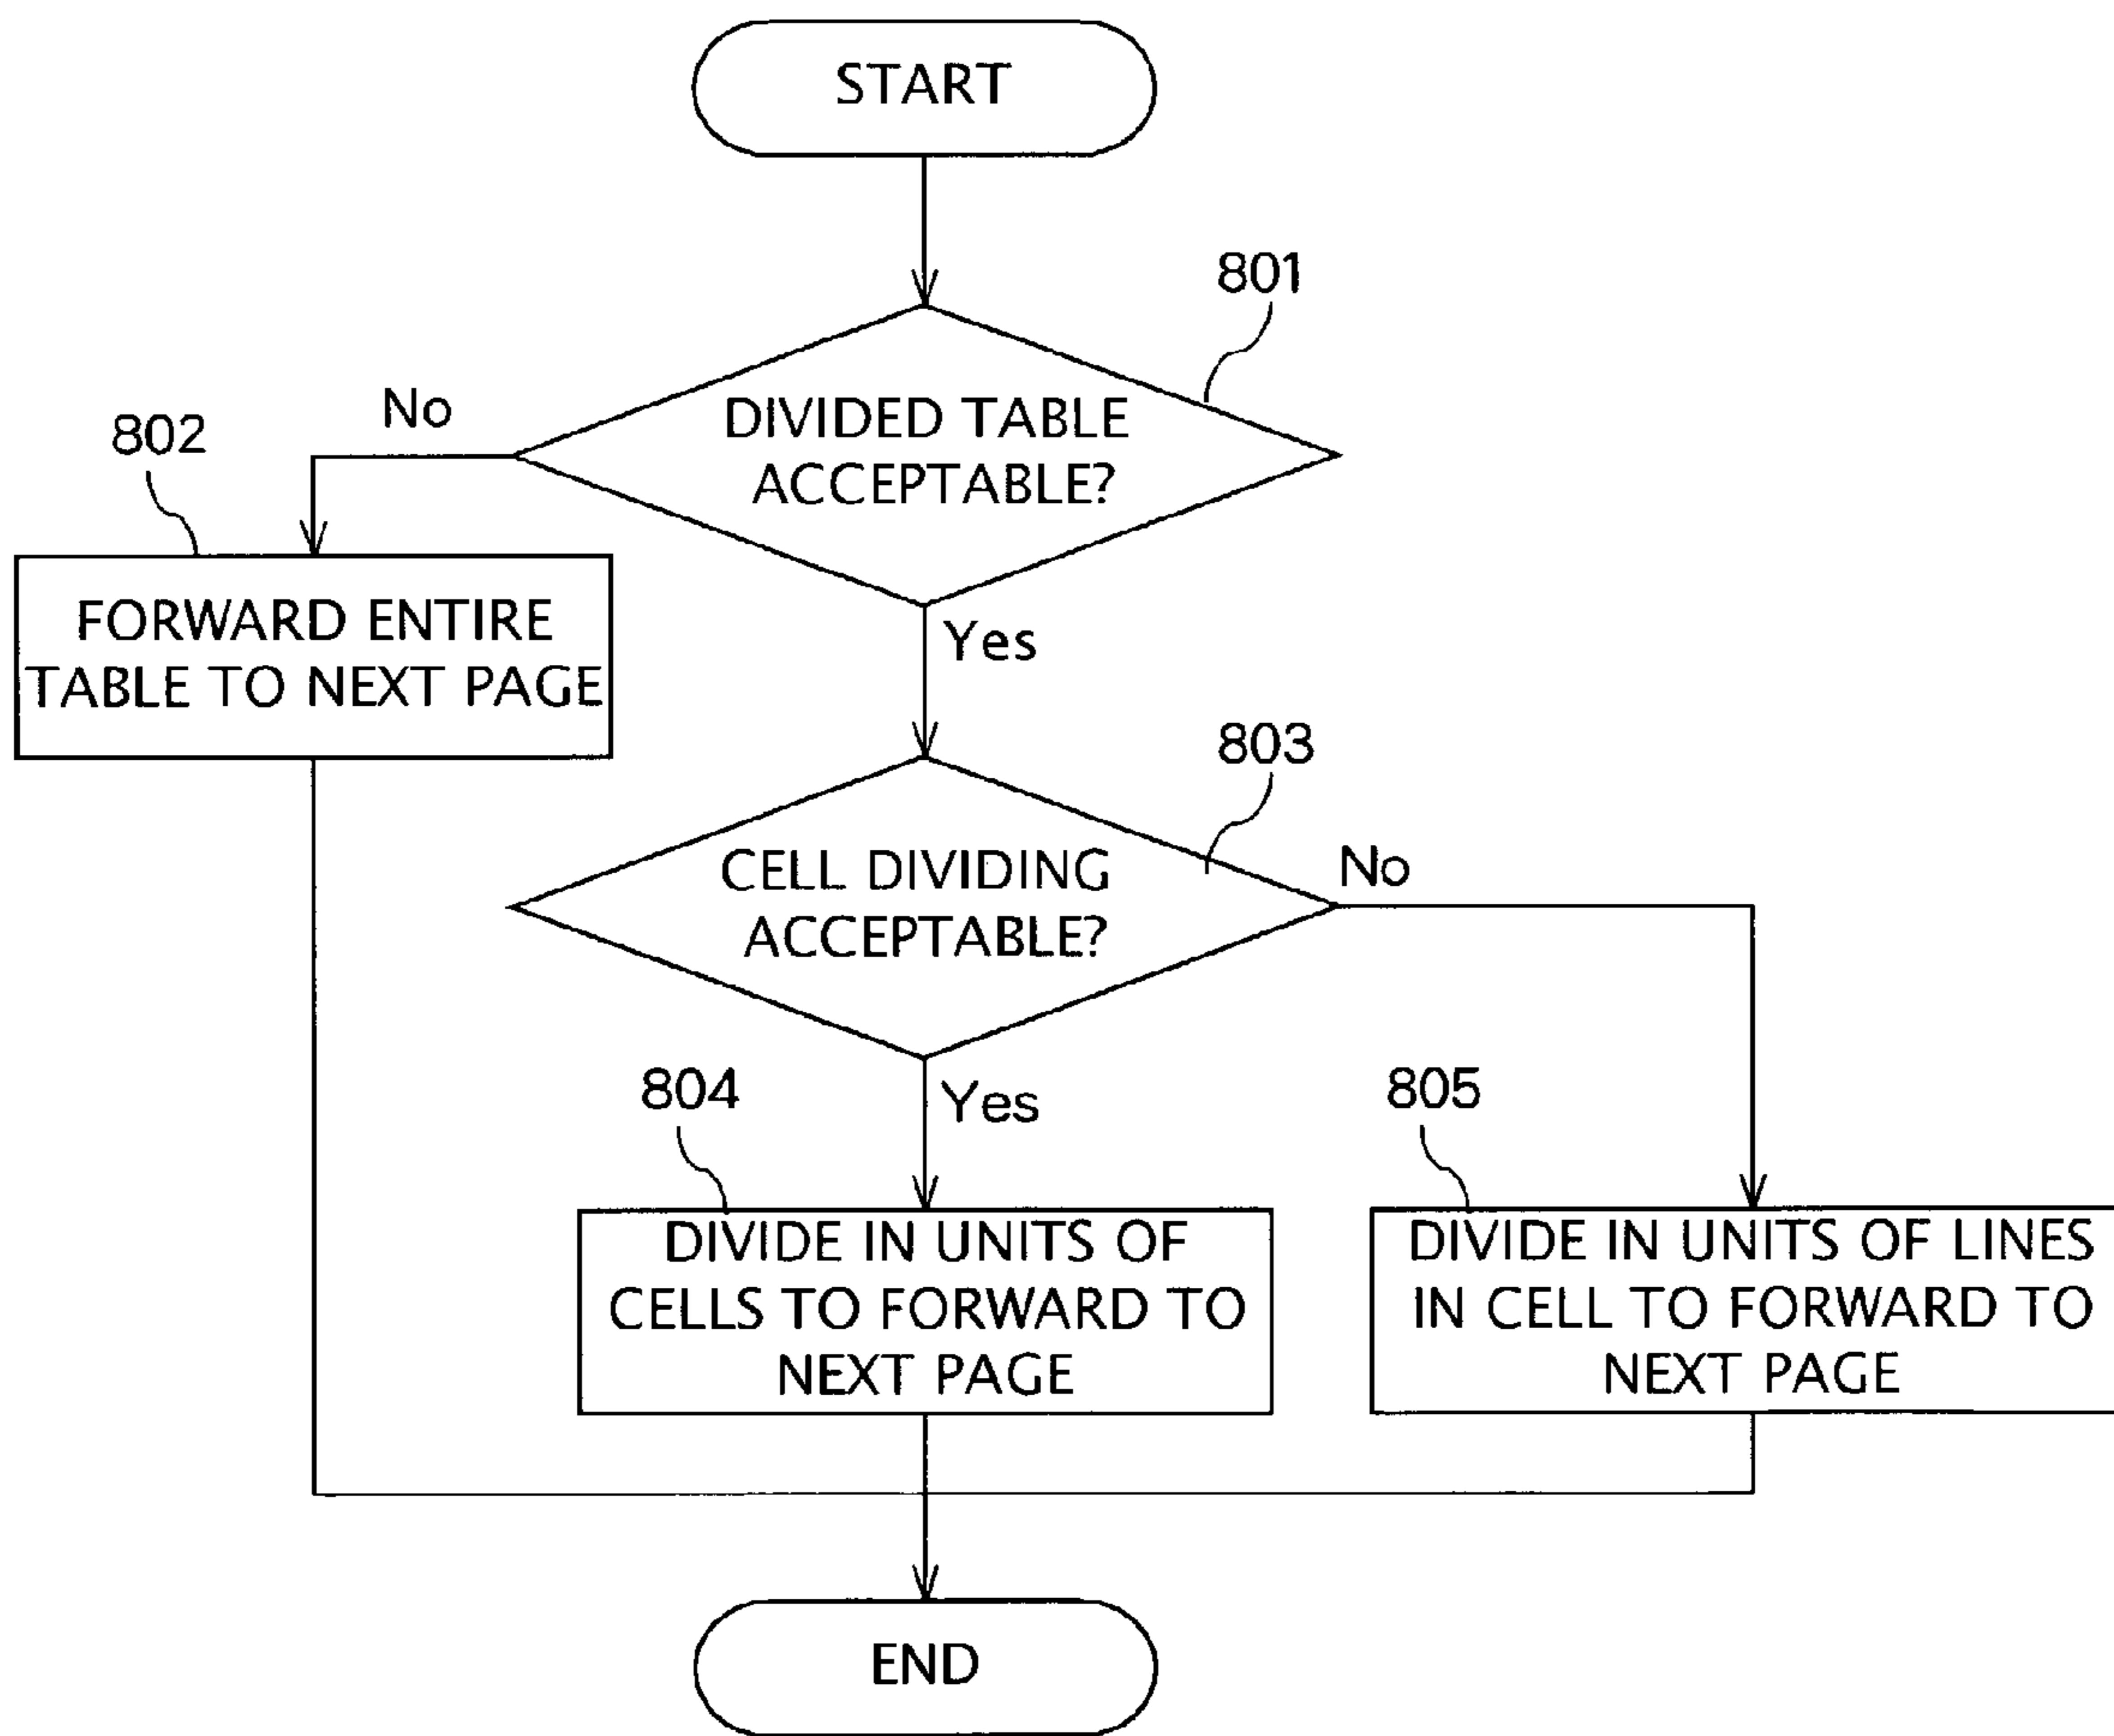 START
801
No
DIVIDED TABLE
ACCEPTABLE?
802
FORWARD ENTIRE
TABLE TO NEXT PAGE
Yes
803
CELL DIVIDING
ACCEPTABLE?
No
804
Yes
805
DIVIDE IN UNITS OF
CELLS TO FORWARD TO
NEXT PAGE
DIVIDE IN UNITS OF LINES
IN CELL TO FORWARD TO
NEXT PAGE
END